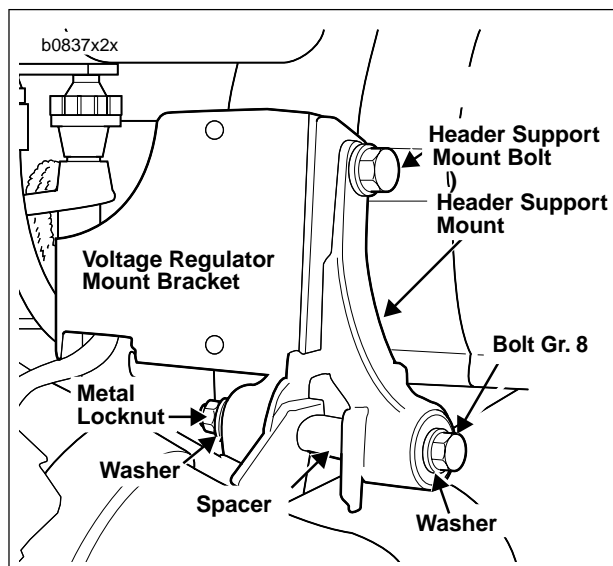 b0837x2x
Header Support
Mount Bolt
)
Header Support
Mount
Voltage Regulator
Mount Bracket
Bolt Gr. 8
Metal
Locknut
Washer
Spacer
Washer